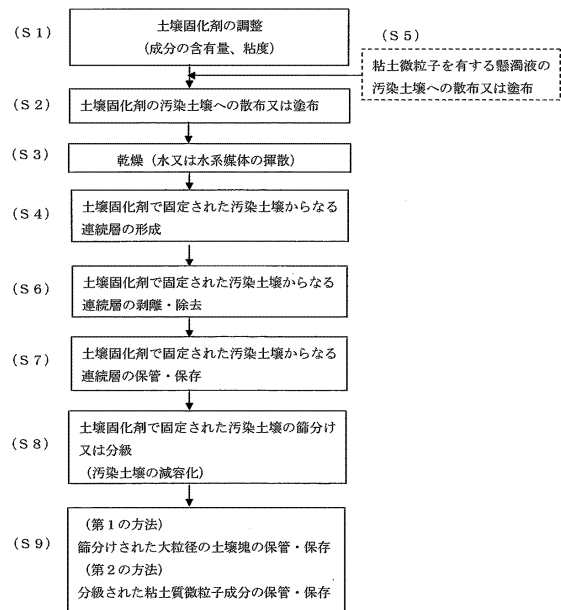 (S1)
土壌固化剤の調整
(成分の含有量、粘度)
(S5)
粘土微粒子を有する懸濁液の
汚染土壌への散布又は塗布
(S2)
土壌固化剤の汚染土壌への散布又は塗布
(S3)
乾燥(水又は水系媒体の揮散)
(S4)
土壌固化剤で固定された汚染土壌からなる
連続層の形成
(S6)
土壌固化剤で固定された汚染土壌からなる
連続層の剥離・除去
(S7)
土壌固化剤で固定された汚染土壌からなる
連続層の保管・保存
(S8)
土壌固化剤で固定された汚染土壌の篩分け
又は分級
(汚染土壌の減容化)
(S9)
(第1の方法)
篩分けされた大粒径の土壌塊の保管・保存
(第2の方法)
分級された粘土質微粒子成分の保管・保存